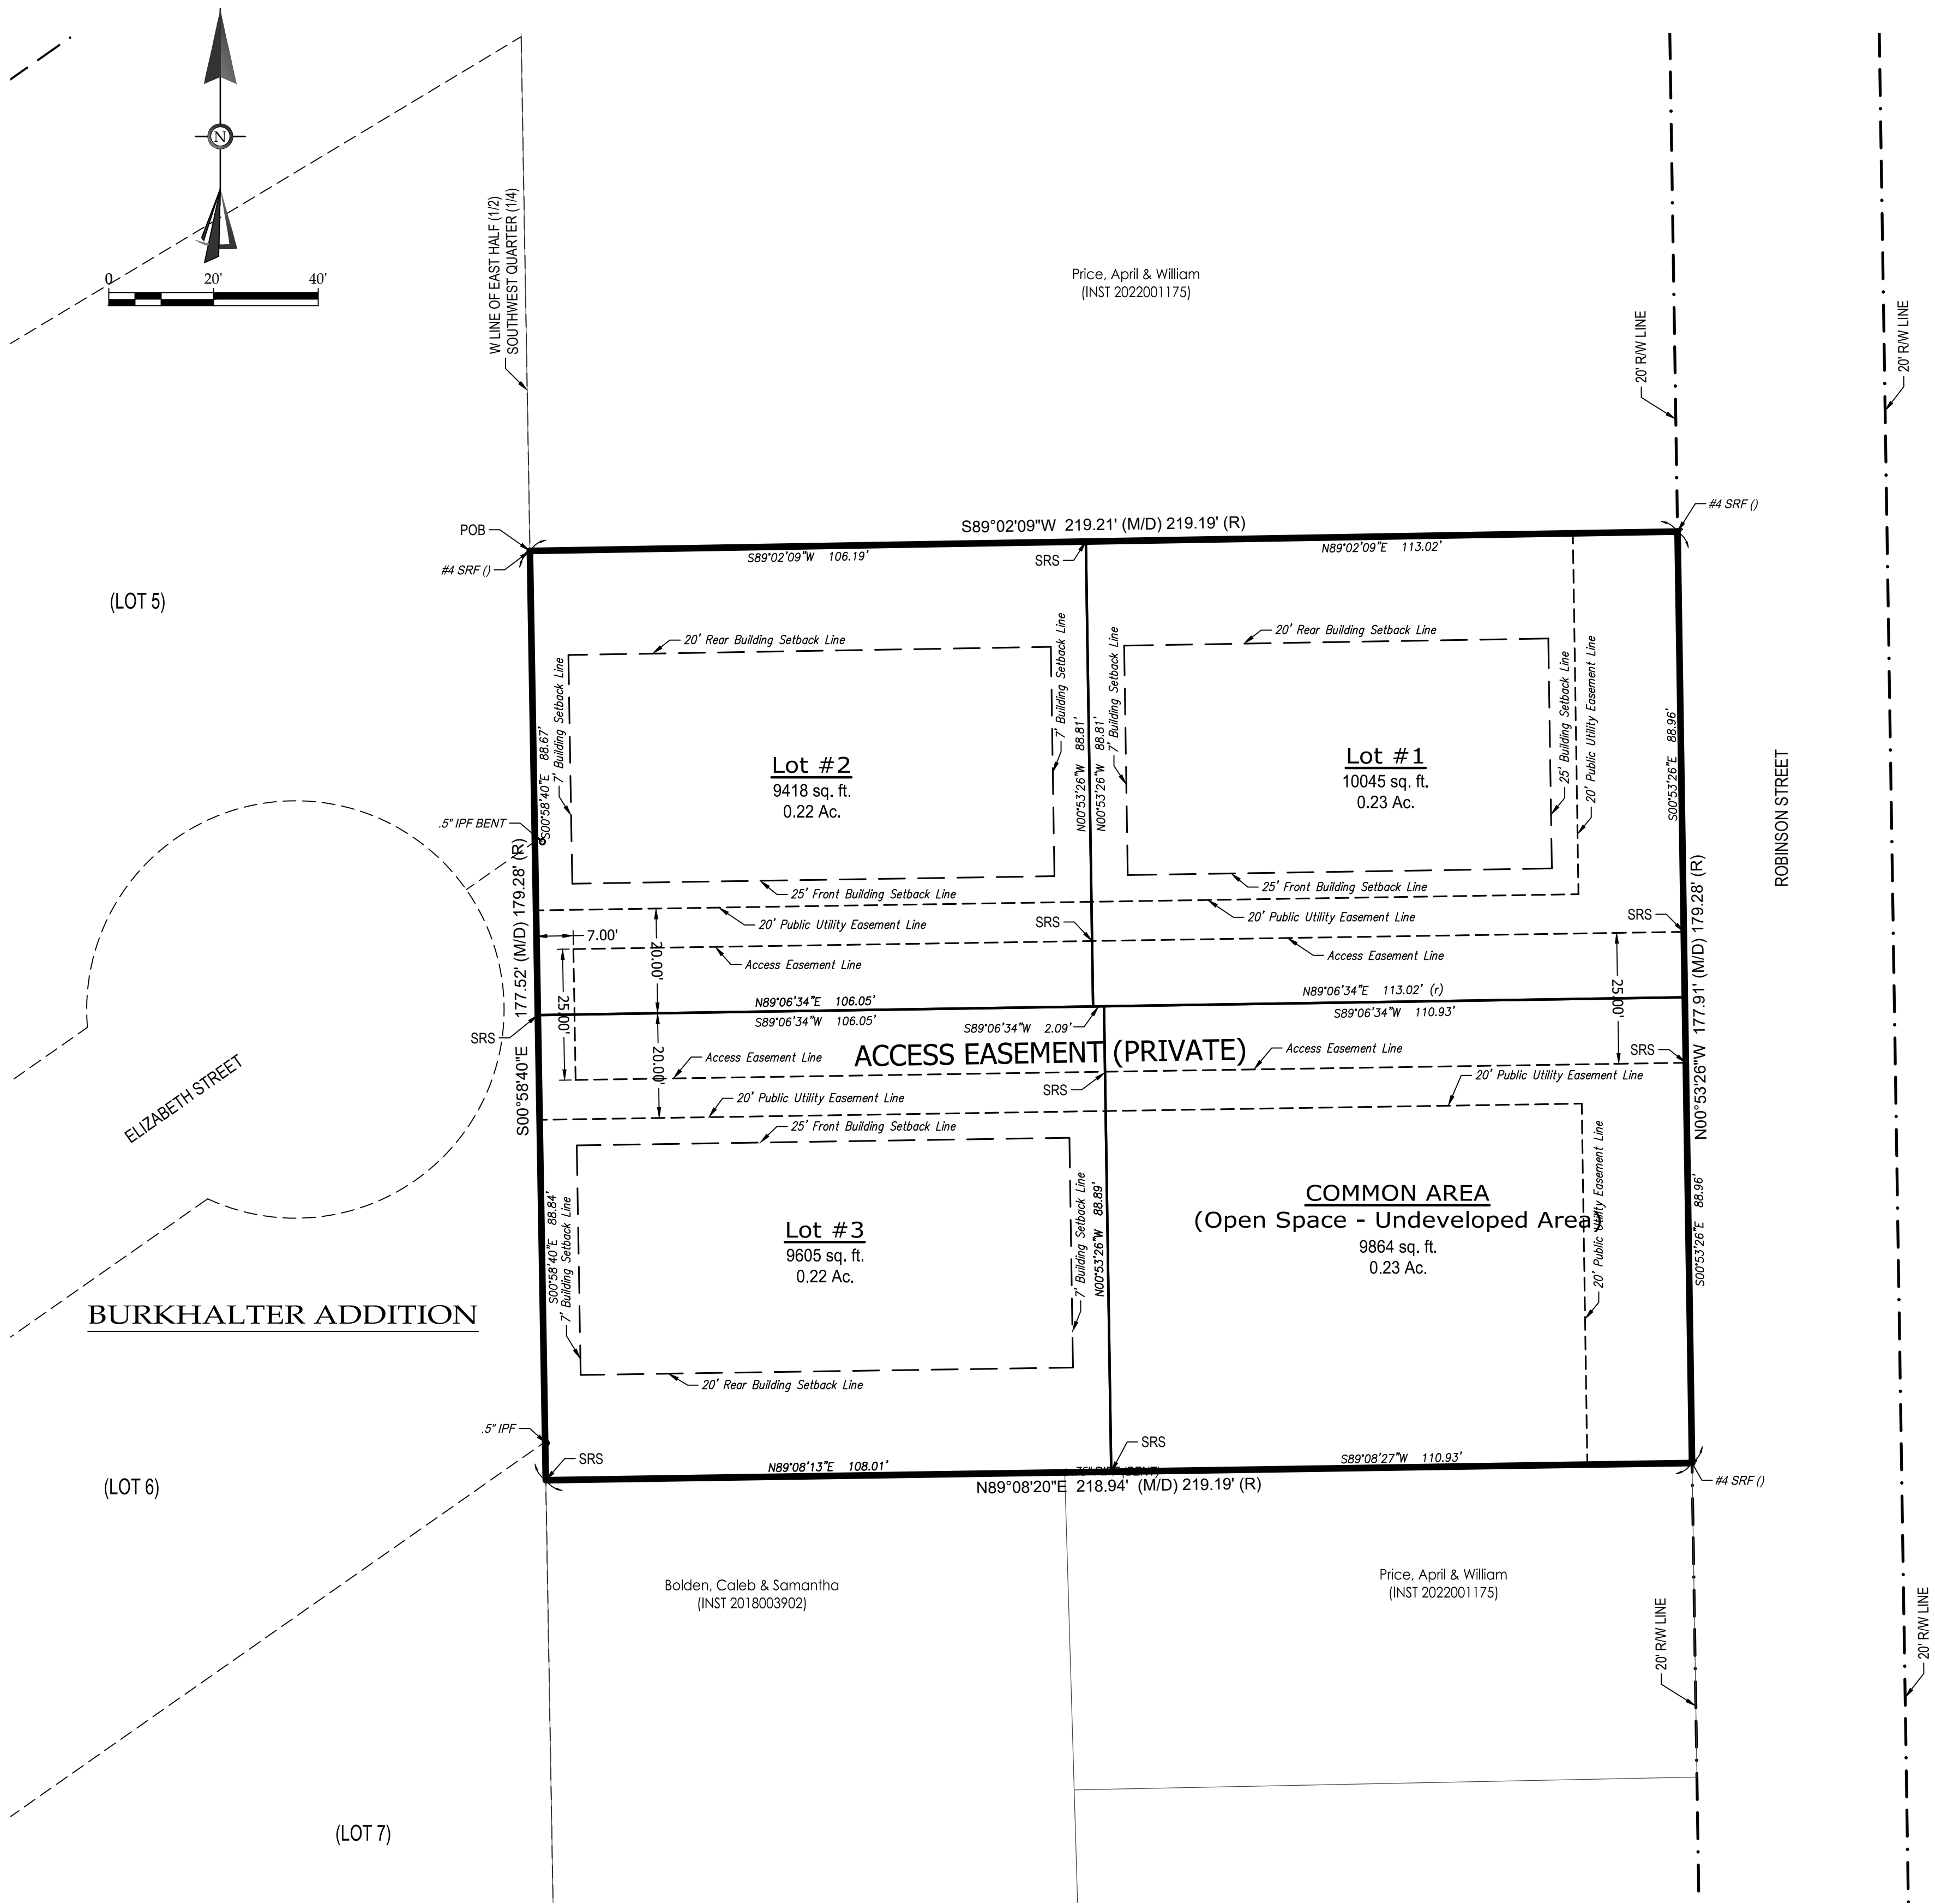 N
0 20' 40'
W LINE OF EAST HALF (1/2)
SOUTHWEST QUARTER (1/4)
Price, April & William
(INST 2022001175)
20' R/W LINE
20' R/W LINE
#4 SRF ()
POB
S89°02'09"W 219.21' (M/D) 219.19' (R)
#4 SRF ()
S89°02'09"W 106.19'
SRS
N89°02'09"E 113.02'
(LOT 5)
20' Rear Building Setback Line
20' Rear Building Setback Line
7' Building Setback Line
S00°58'40"E 88.67'
7' Building Setback Line
N00°53'26"W 88.81'
N00°53'26"W 88.81'
7' Building Setback Line
25' Building Setback Line
20' Public Utility Easement Line
S00°53'26"E 88.96'
Lot #2
9418 sq. ft.
0.22 Ac.
Lot #1
10045 sq. ft.
0.23 Ac.
ROBINSON STREET
.5" IPF BENT
25' Front Building Setback Line
25' Front Building Setback Line
20' Public Utility Easement Line
20' Public Utility Easement Line
SRS
SRS
7.00'
20.00'
Access Easement Line
Access Easement Line
25.00'
25.00'
S00°58'40"E 177.52' (M/D) 179.28' (R)
N00°53'26"W 177.91' (M/D) 179.28' (R)
N89°06'34"E 106.05'
N89°06'34"E 113.02' (r)
S89°06'34"W 106.05'
S89°06'34"W 2.09'
S89°06'34"W 110.93'
SRS
20.00'
Access Easement Line
ACCESS EASEMENT (PRIVATE)
Access Easement Line
SRS
SRS
20' Public Utility Easement Line
20' Public Utility Easement Line
ELIZABETH STREET
25' Front Building Setback Line
S00°58'40"E 88.84'
7' Building Setback Line
7' Building Setback Line
N00°53'26"W 88.89'
20' Public Utility Easement Line
S00°53'26"E 88.96'
Lot #3
9605 sq. ft.
0.22 Ac.
COMMON AREA
(Open Space - Undeveloped Area)
9864 sq. ft.
0.23 Ac.
BURKHALTER ADDITION
20' Rear Building Setback Line
.5" IPF
SRS
SRS
N89°08'13"E 108.01'
S89°08'27"W 110.93'
N89°08'20"E 218.94' (M/D) 219.19' (R)
#4 SRF ()
(LOT 6)
Bolden, Caleb & Samantha
(INST 2018003902)
Price, April & William
(INST 2022001175)
20' R/W LINE
20' R/W LINE
(LOT 7)